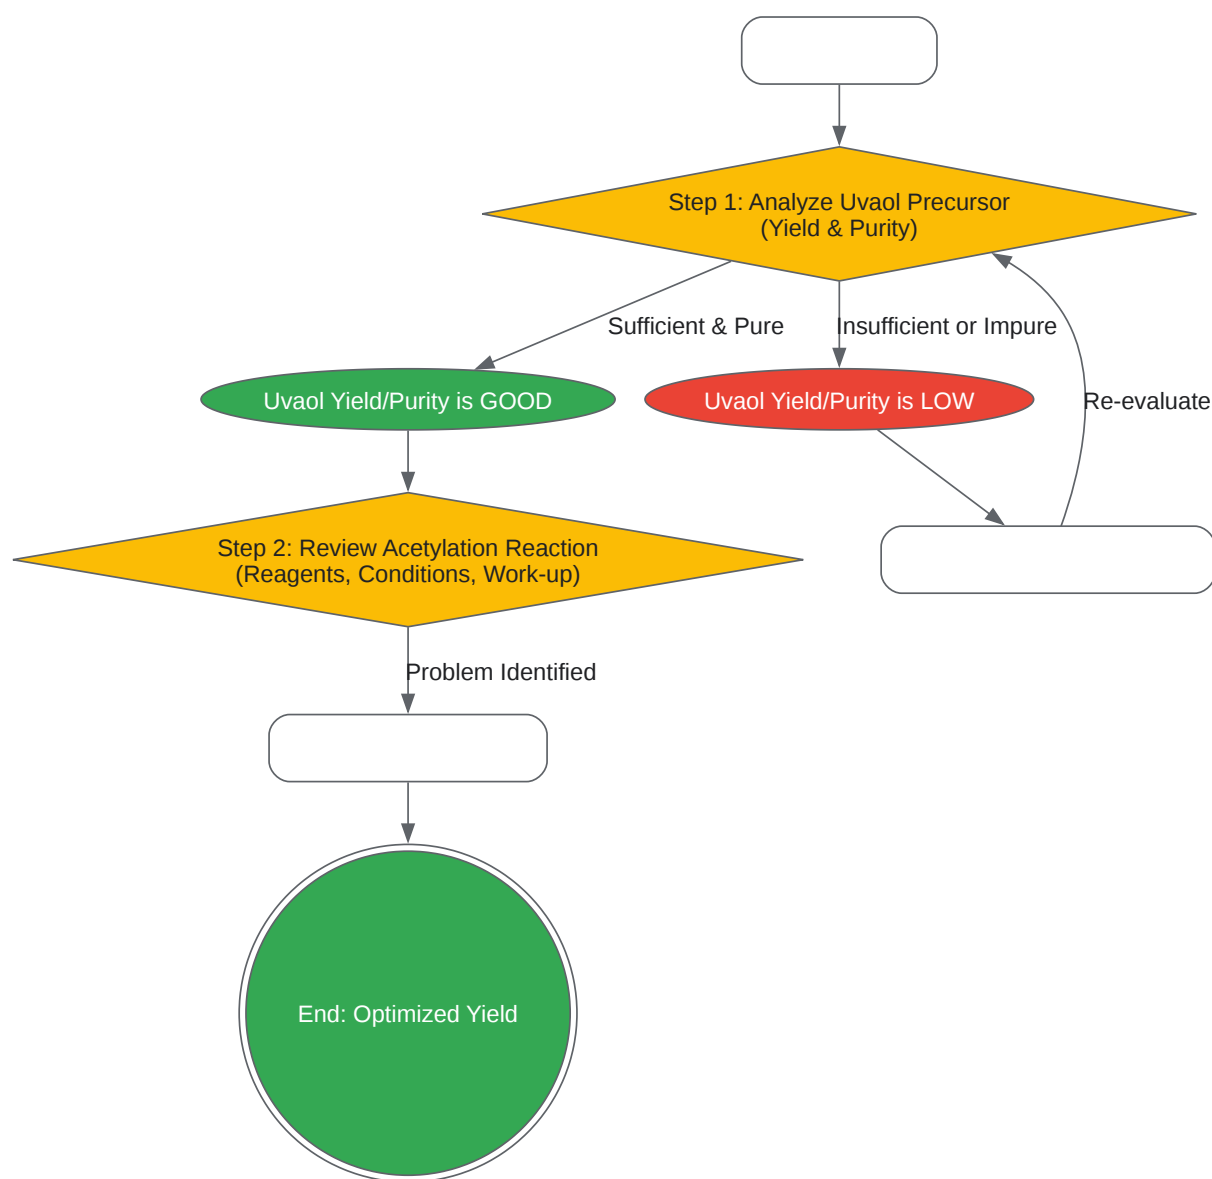 Step 1: Analyze Uvaol Precursor
(Yield & Purity)
Sufficient & Pure
Insufficient or Impure
Uvaol Yield/Purity is GOOD
Uvaol Yield/Purity is LOW
Re-evaluate
Step 2: Review Acetylation Reaction
(Reagents, Conditions, Work-up)
Problem Identified
End: Optimized Yield